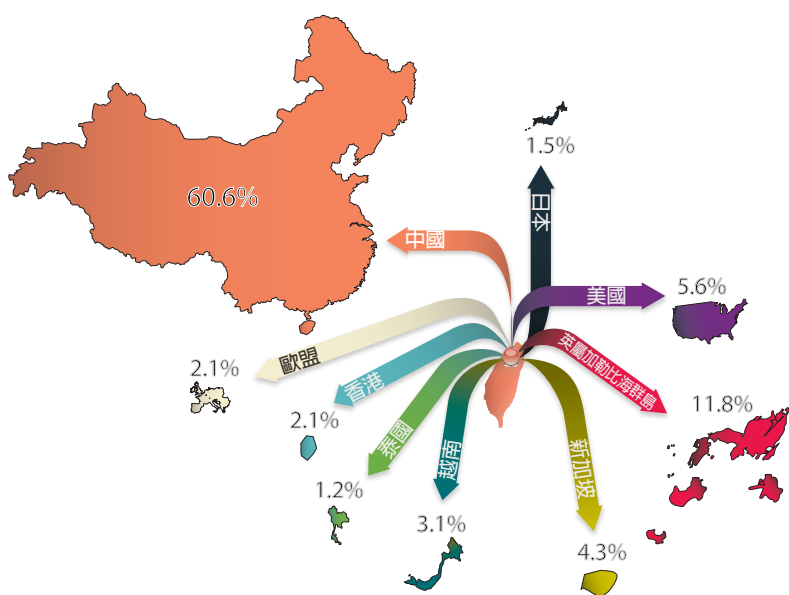 60.6%
中國
1.5%
日本
5.6%
美國
2.1%
歐盟
英屬加勒比海群島
11.8%
2.1%
香港
1.2%
泰國
3.1%
越南
4.3%
新加坡